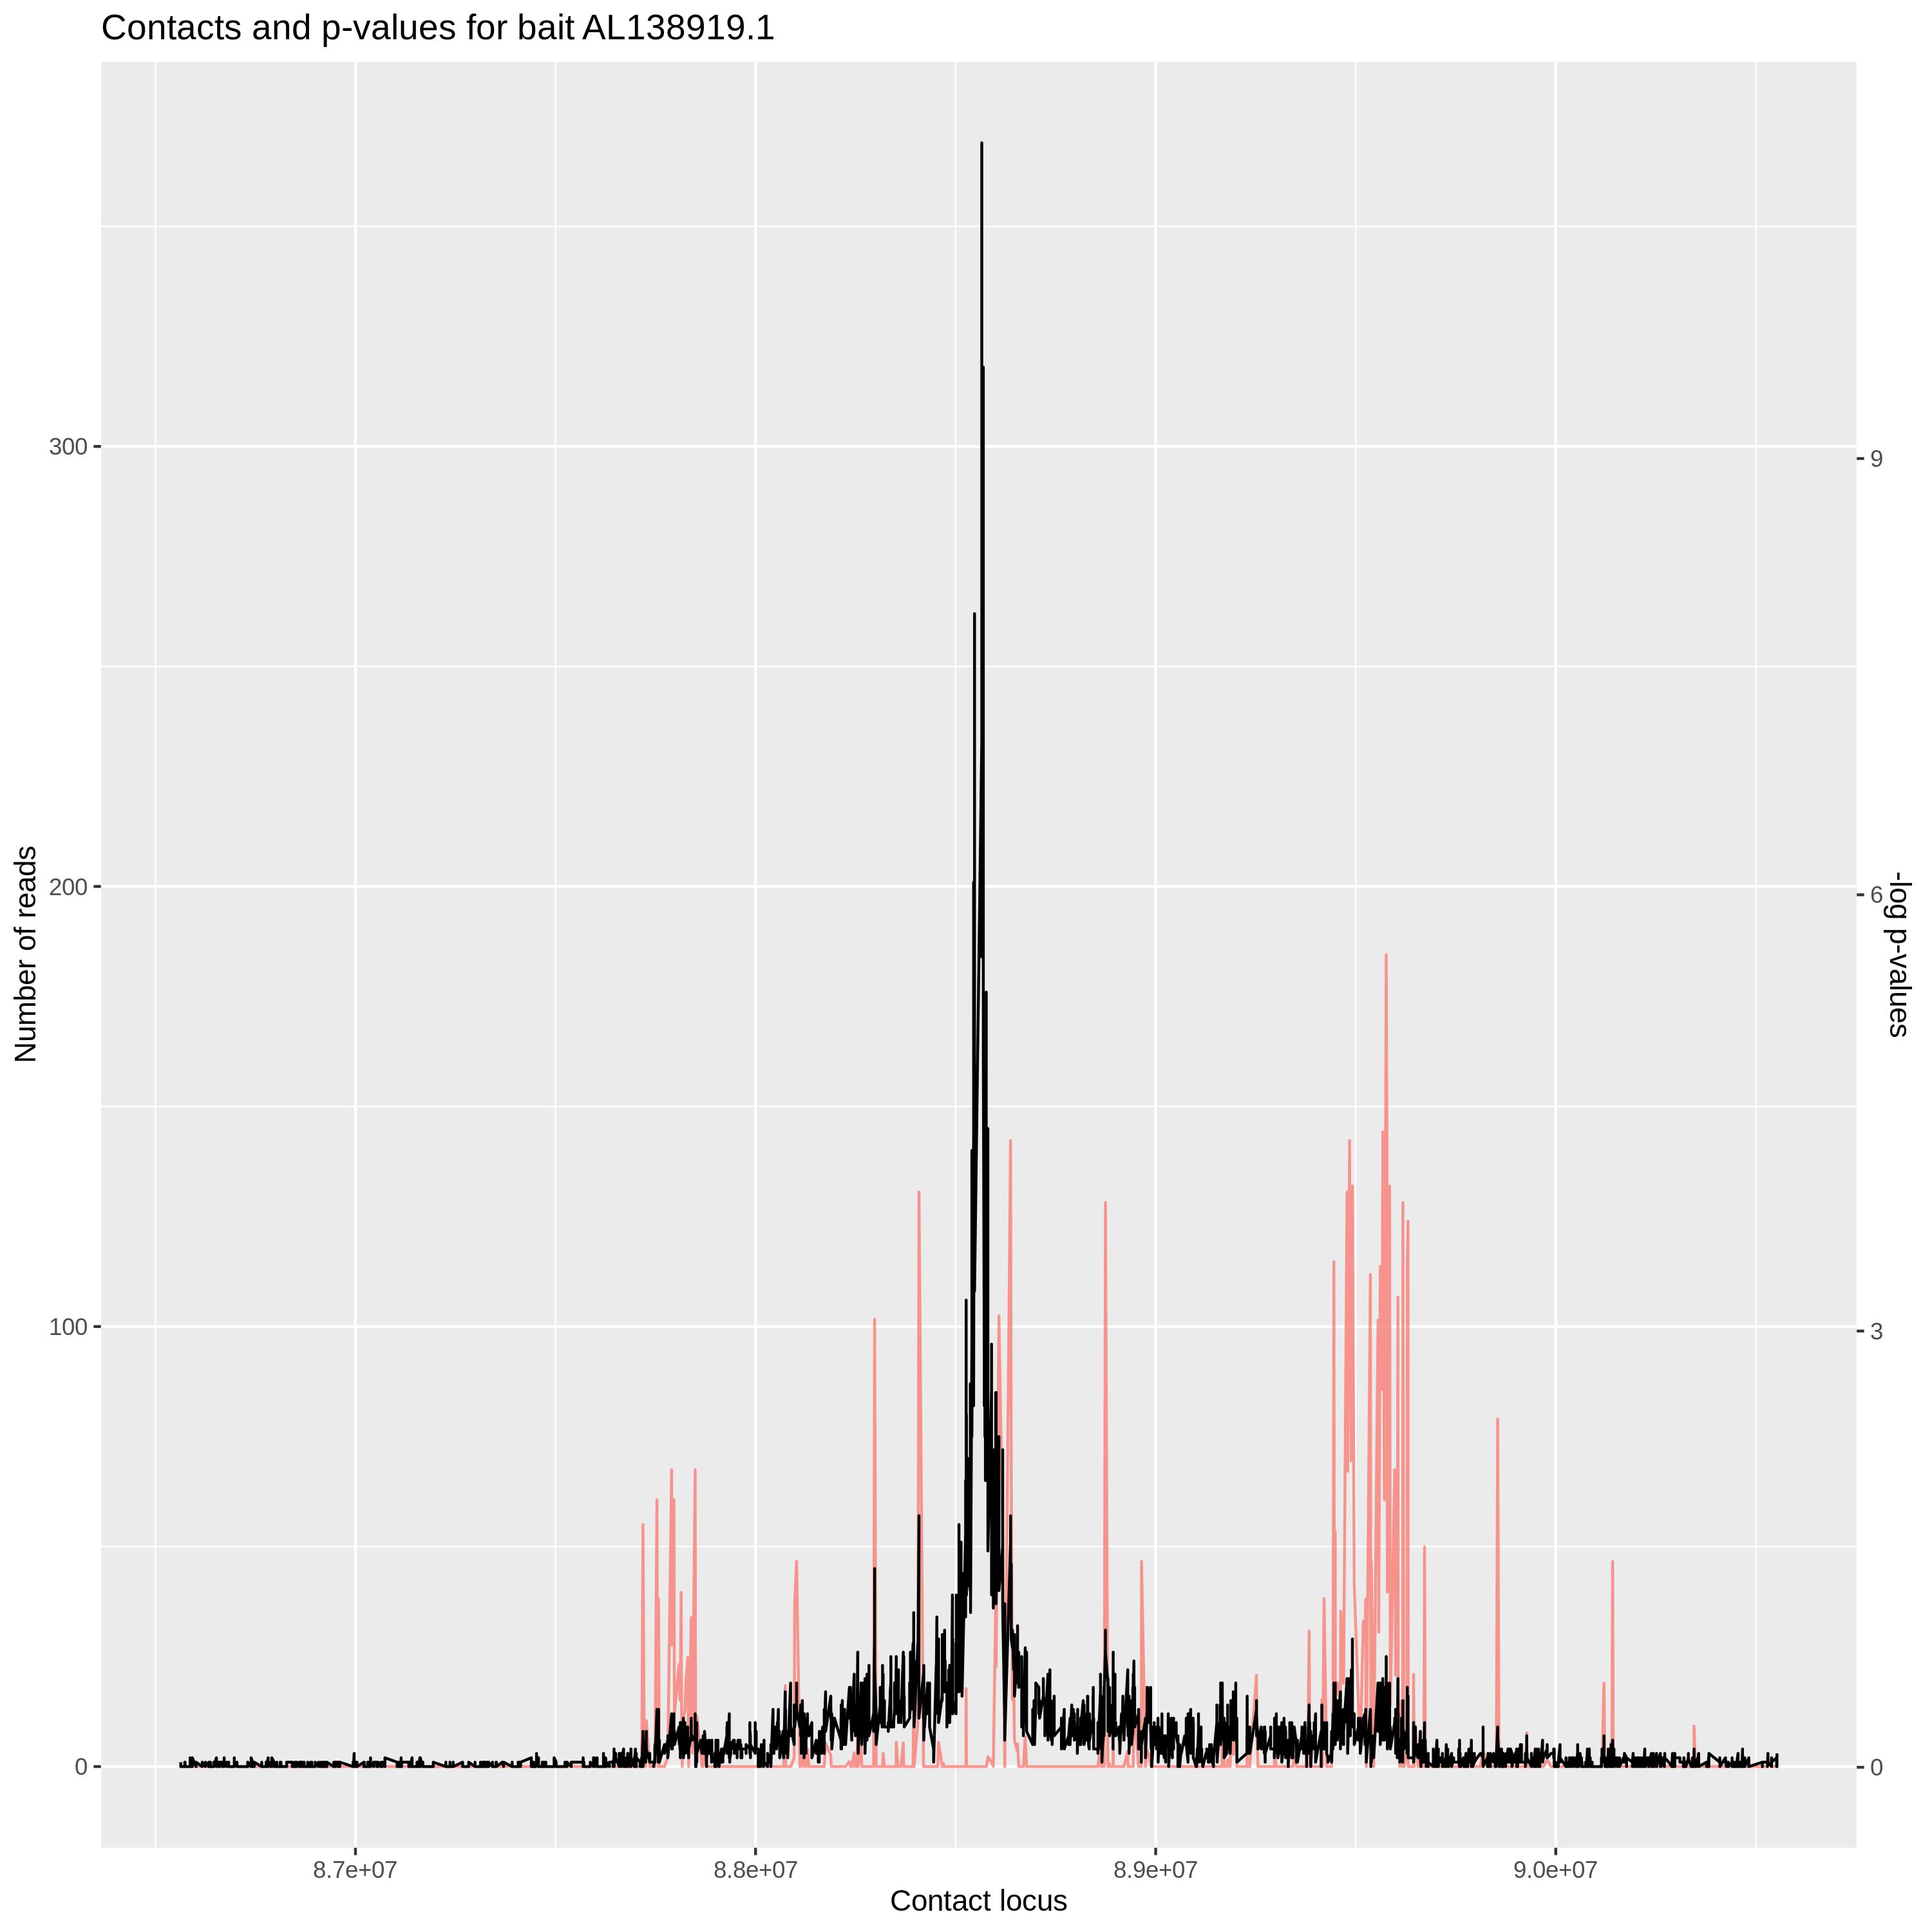 Contacts and p-values for bait AL138919.1
Number of reads
300
200
100
0
9
6
3
0
-log p-values
8.7e+07
8.8e+07
8.9e+07
9.0e+07
Contact locus